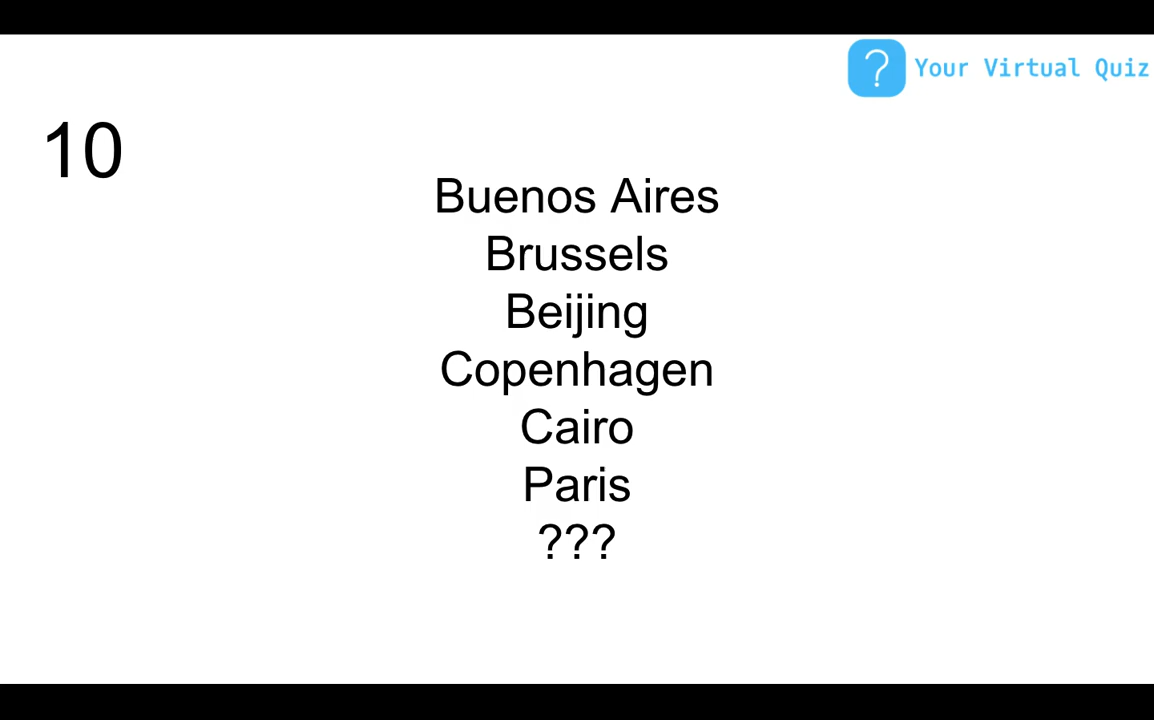 ? Your Virtual Quiz
10
Buenos Aires
Brussels
Beijing
Copenhagen
Cairo
Paris
???